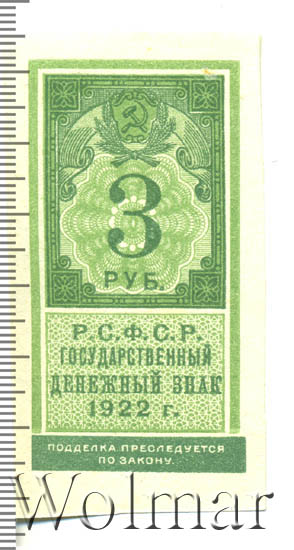 3
РУБ.
Р.С.Ф.С.Р.
ГОСУДАРСТВЕННЫЙ
ДЕНЕЖНЫЙ ЗНАК
1922 г.
ПОДДЕЛКА ПРЕСЛЕДУЕТСЯ
ПО ЗАКОНУ.
Wolmar